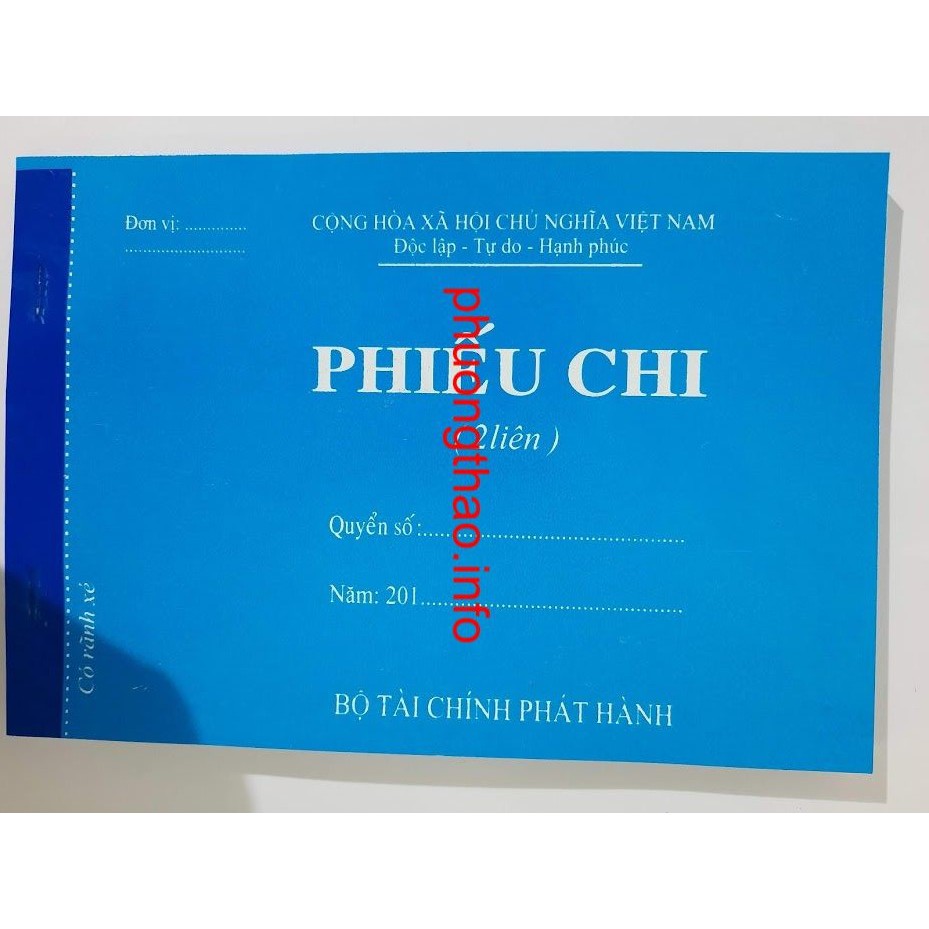 Đơn vị: ..............
...........................
CỘNG HÒA XÃ HỘI CHỦ NGHĨA VIỆT NAM
Độc lập - Tự do - Hạnh phúc
PHIẾU CHI
( 2liên )
Quyển số :....................................................
Năm: 201....................................................
BỘ TÀI CHÍNH PHÁT HÀNH
Có rãnh xé
phuongthao.info